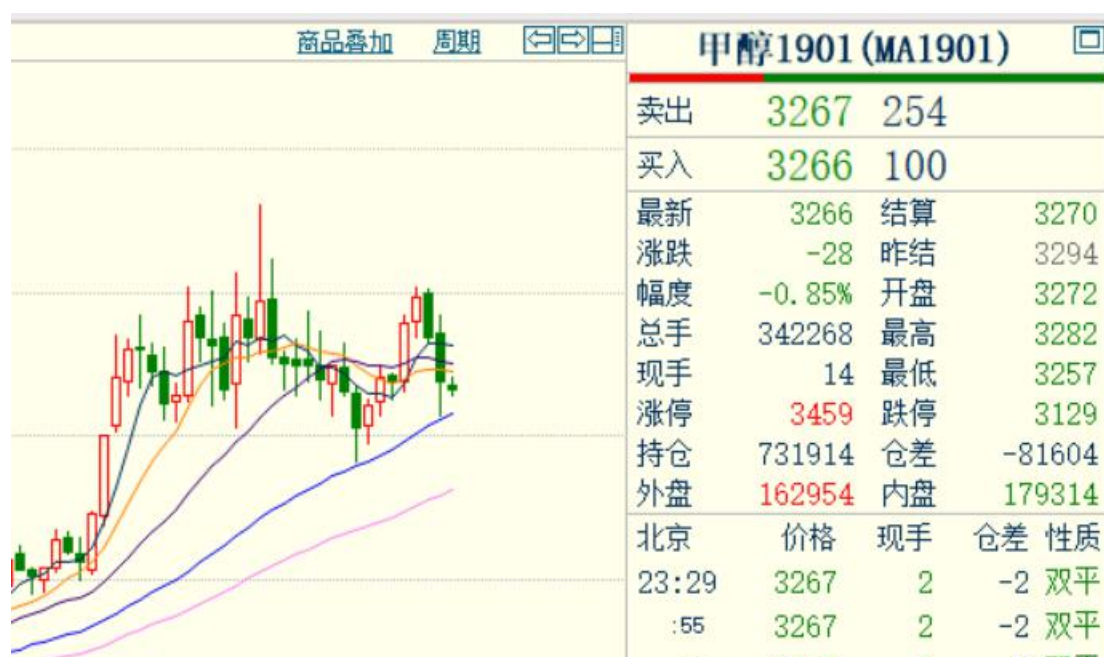 商品叠加 周期
甲醇1901(MA1901)
卖出 3267 254
买入 3266 100
最新 3266 结算 3270
涨跌 -28 昨结 3294
幅度 -0.85% 开盘 3272
总手 342268 最高 3282
现手 14 最低 3257
涨停 3459 跌停 3129
持仓 731914 仓差 -81604
外盘 162954 内盘 179314
北京 价格 现手 仓差 性质
23:29 3267 2 -2 双平
:55 3267 2 -2 双平